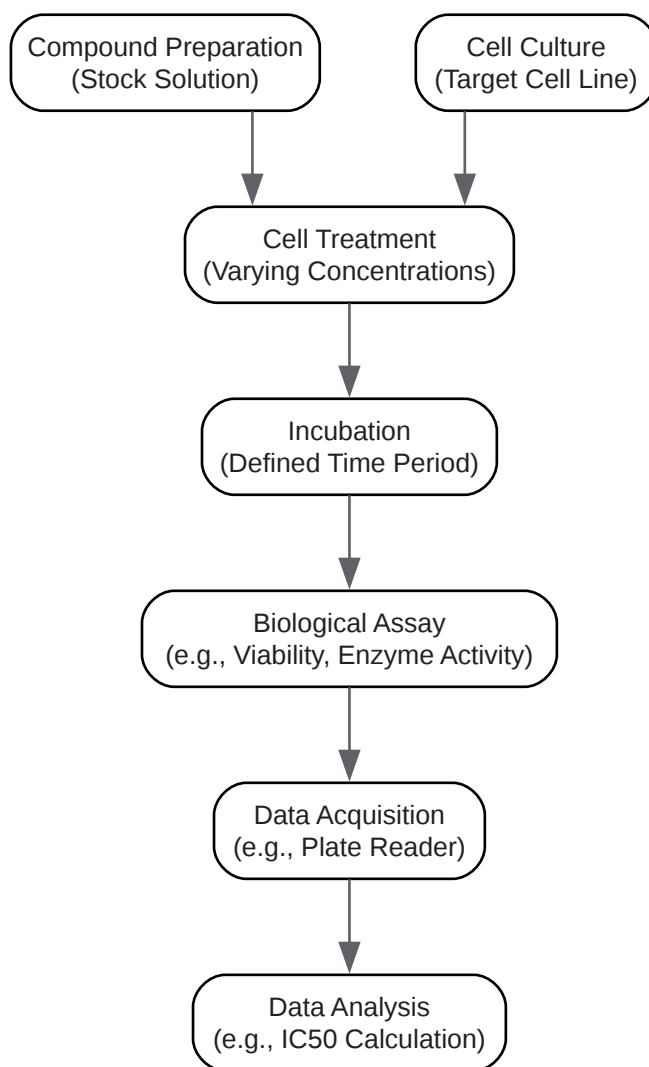 Compound Preparation
(Stock Solution)
Cell Culture
(Target Cell Line)
Cell Treatment
(Varying Concentrations)
Incubation
(Defined Time Period)
Biological Assay
(e.g., Viability, Enzyme Activity)
Data Acquisition
(e.g., Plate Reader)
Data Analysis
(e.g., IC50 Calculation)